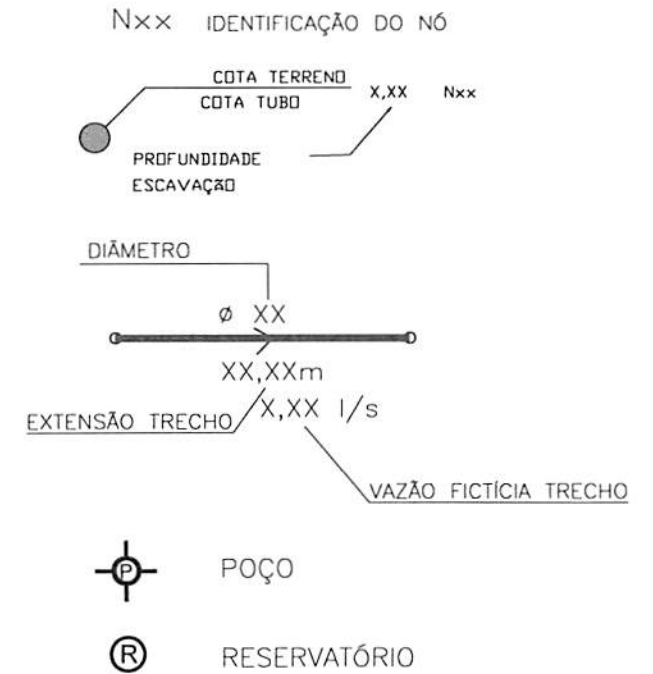 Nxx IDENTIFICAÇÃO DO NÓ
COTA TERRENO
COTA TUBO X,XX Nxx
PROFUNDIDADE
ESCAVAÇÃO
DIÂMETRO
Ø XX
XX,XXm
EXTENSÃO TRECHO X,XX l/s
VAZÃO FICTÍCIA TRECHO
P POÇO
R RESERVATÓRIO